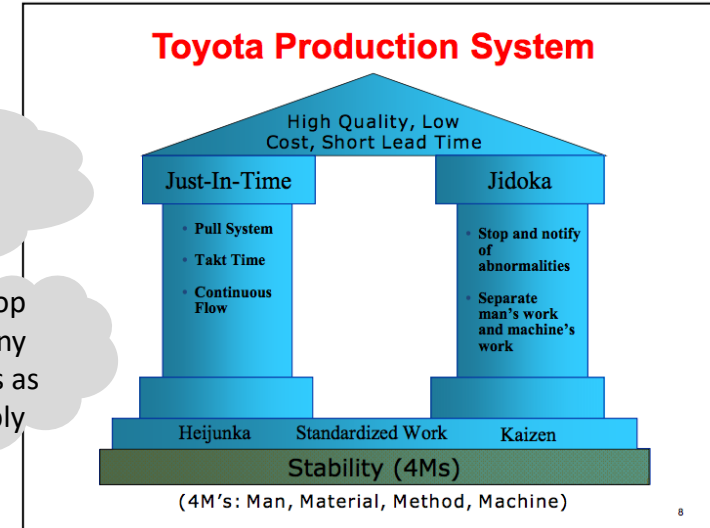 Toyota Production System
High Quality, Low
Cost, Short Lead Time
Just-In-Time
• Pull System
• Takt Time
• Continuous
Flow
Jidoka
• Stop and notify
of
abnormalities
• Separate
man's work
and machine's
work
op
ny
s as
ply
Heijunka Standardized Work Kaizen
Stability (4Ms)
(4M's: Man, Material, Method, Machine)
8